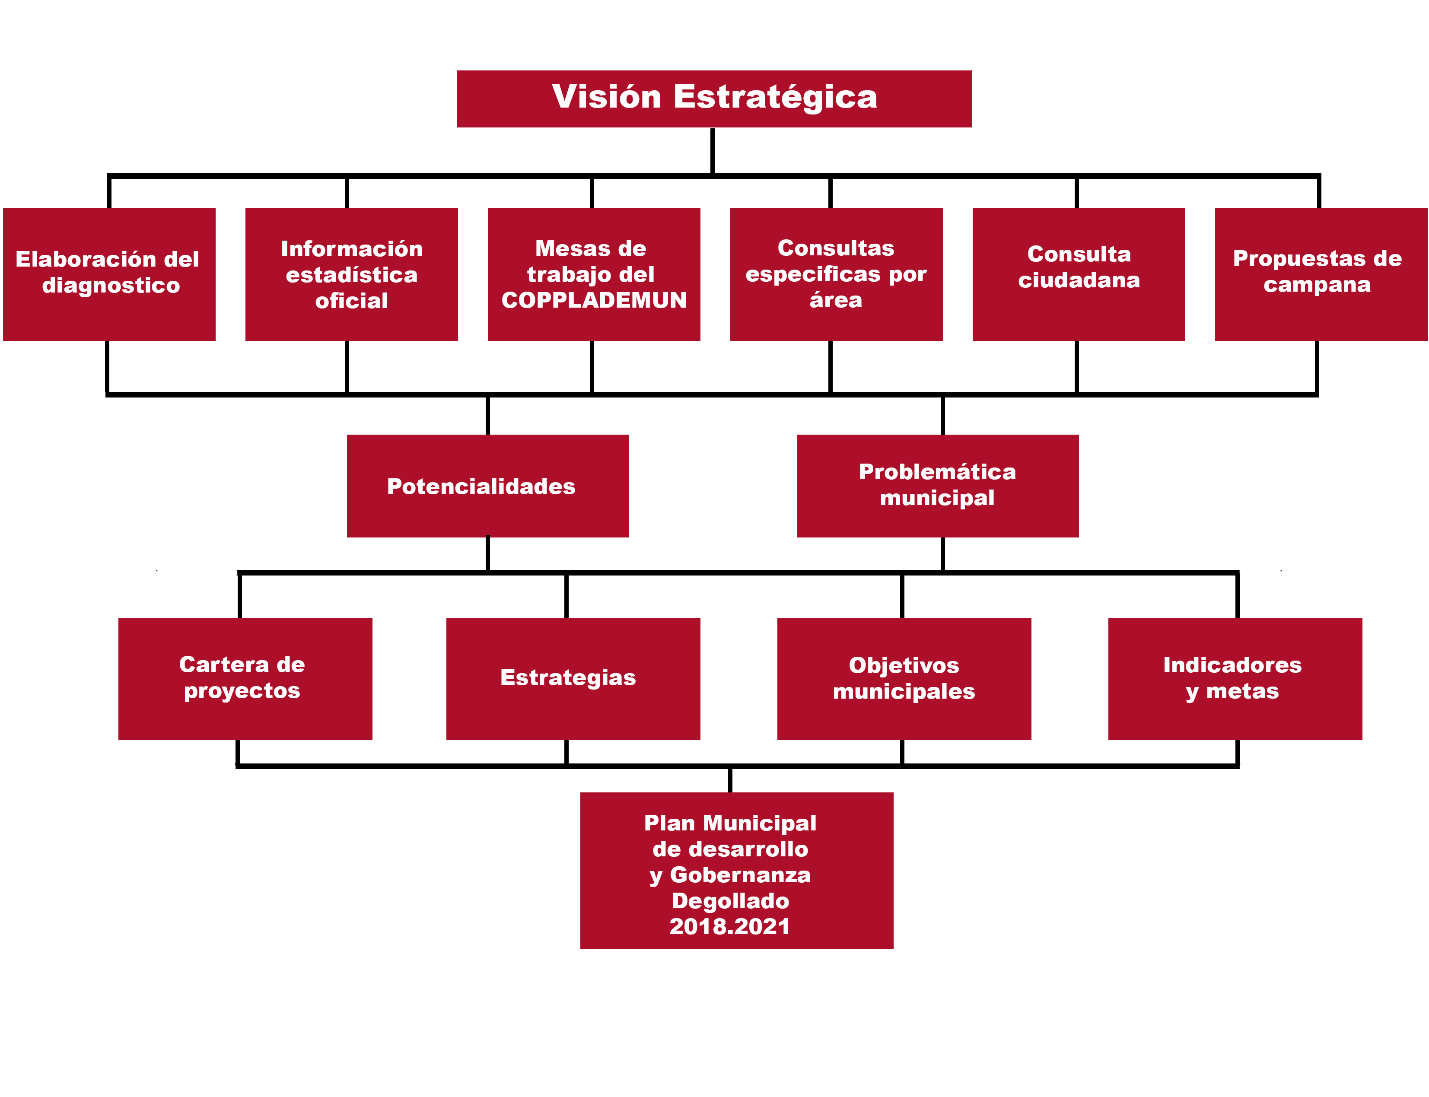 Visión Estratégica
Elaboración del
diagnostico
Información
estadística
oficial
Mesas de
trabajo del
COPPLADEMUN
Consultas
especificas por
área
Consulta
ciudadana
Propuestas de
campana
Potencialidades
Problemática
municipal
Cartera de
proyectos
Estrategias
Objetivos
municipales
Indicadores
y metas
Plan Municipal
de desarrollo
y Gobernanza
Degollado
2018.2021